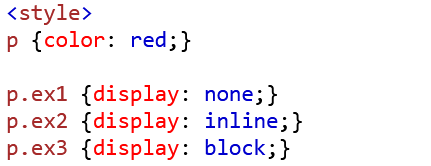 <style>
p {color: red;}
p.ex1 {display: none;}
p.ex2 {display: inline;}
p.ex3 {display: block;}